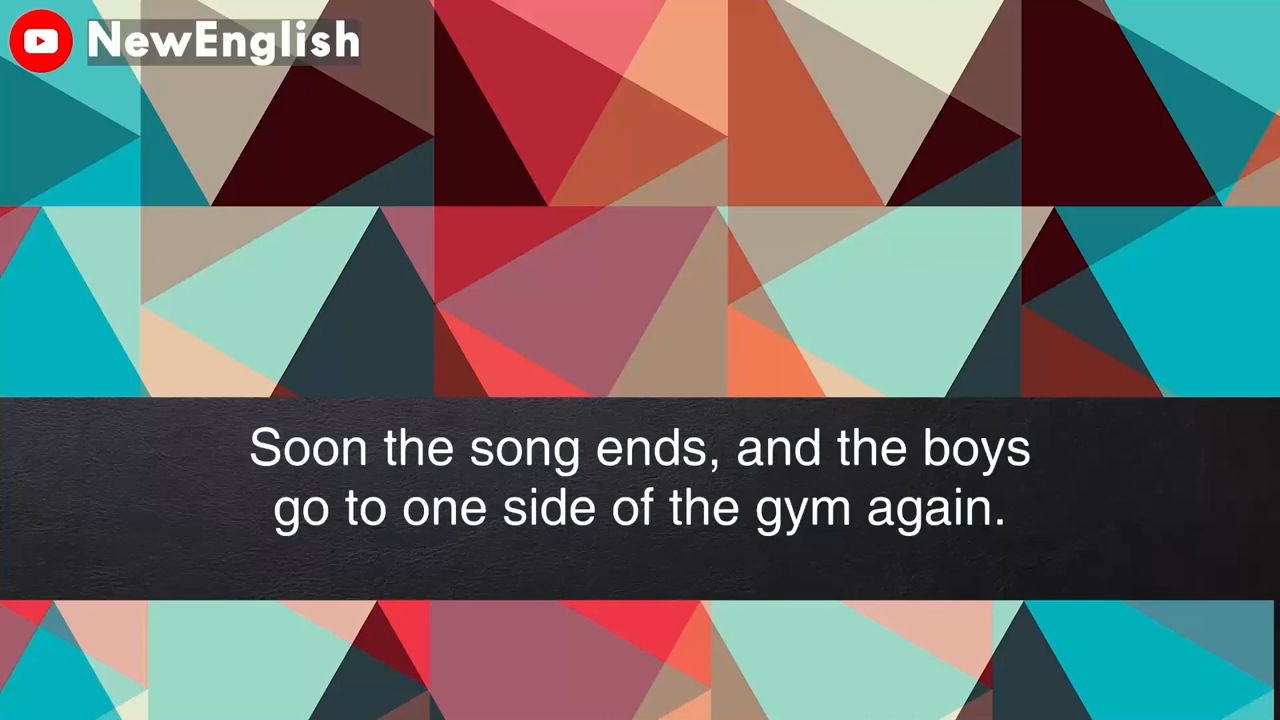 NewEnglish
Soon the song ends, and the boys
go to one side of the gym again.